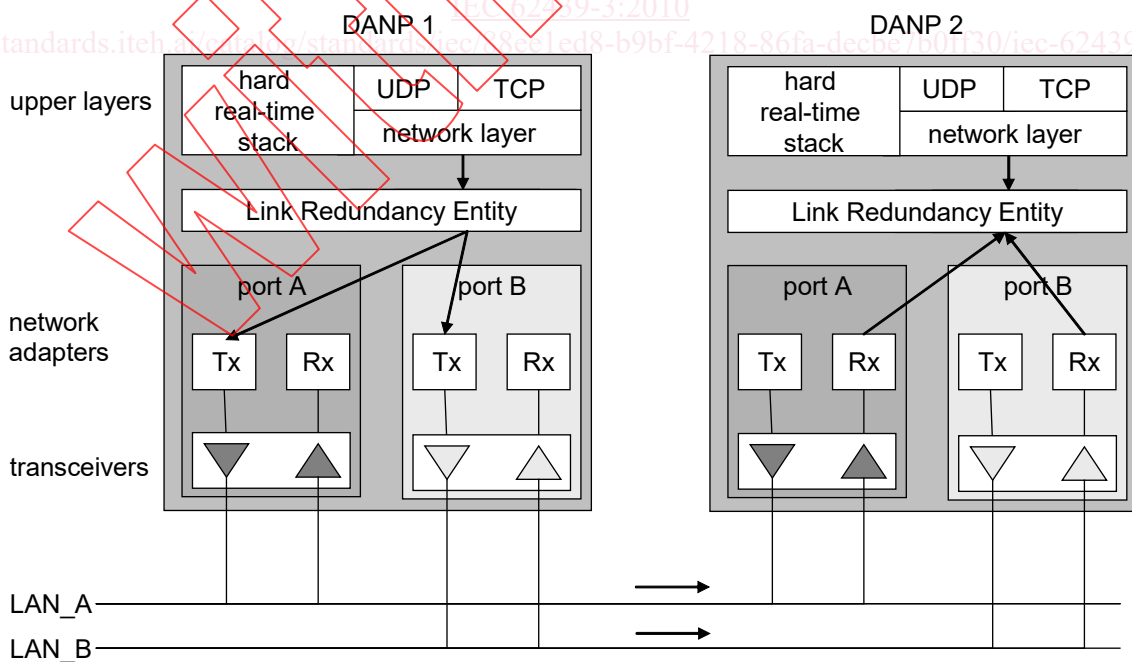 IEC 62439-3:2010
DANP 1
DANP 2
tandards.iteh.ai/catalog/standards/iec/88ee1ed8-b9bf-4218-86fa-decbe7b0ff30/iec-62439
upper layers
hard
real-time
stack
UDP
TCP
network layer
hard
real-time
stack
UDP
TCP
network layer
Link Redundancy Entity
Link Redundancy Entity
port A
port B
port A
port B
network
adapters
Tx
Rx
Tx
Rx
Tx
Rx
Tx
Rx
transceivers
LAN_A
LAN_B